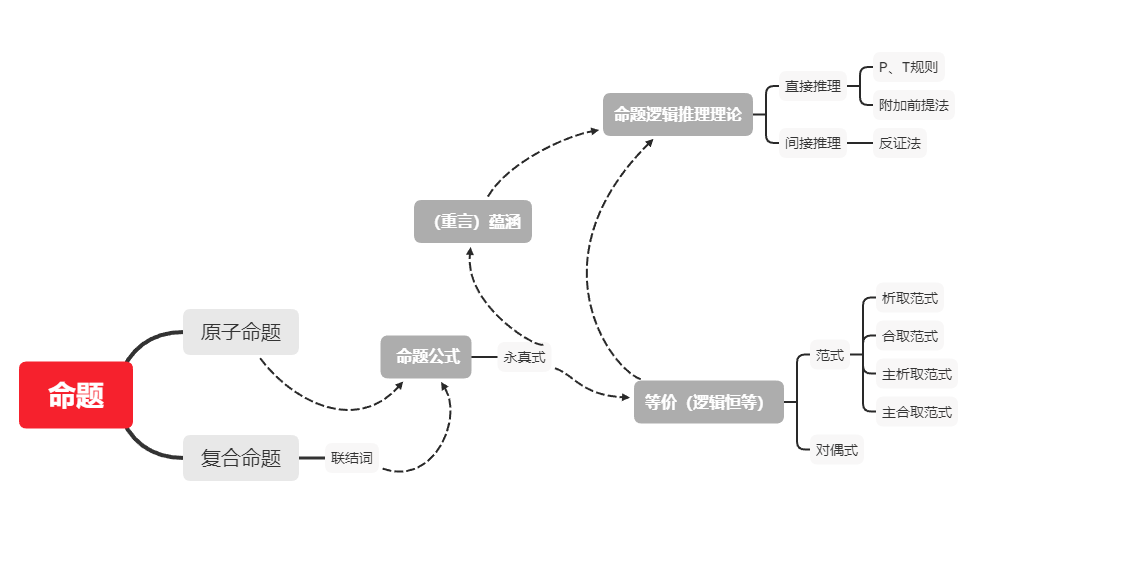 命题
原子命题
复合命题
联结词
命题公式
永真式
（重言）蕴涵
命题逻辑推理理论
直接推理
P、T规则
附加前提法
间接推理
反证法
等价（逻辑恒等）
范式
析取范式
合取范式
主析取范式
主合取范式
对偶式